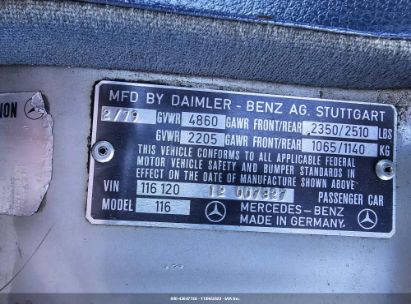 ION
MFD BY DAIMLER - BENZ AG. STUTTGART
2/79 GVWR 4860 GAWR FRONT/REAR 2350/2510 LBS
GVWR 2205 GAWR FRONT/REAR 1065/1140 KG
THIS VEHICLE CONFORMS TO ALL APPLICABLE FEDERAL
MOTOR VEHICLE SAFETY AND BUMPER STANDARDS IN
EFFECT ON THE DATE OF MANUFACTURE SHOWN ABOVE
VIN 116 120 12
MODEL 116 PASSENGER CAR
MERCEDES-BENZ
MADE IN GERMANY.